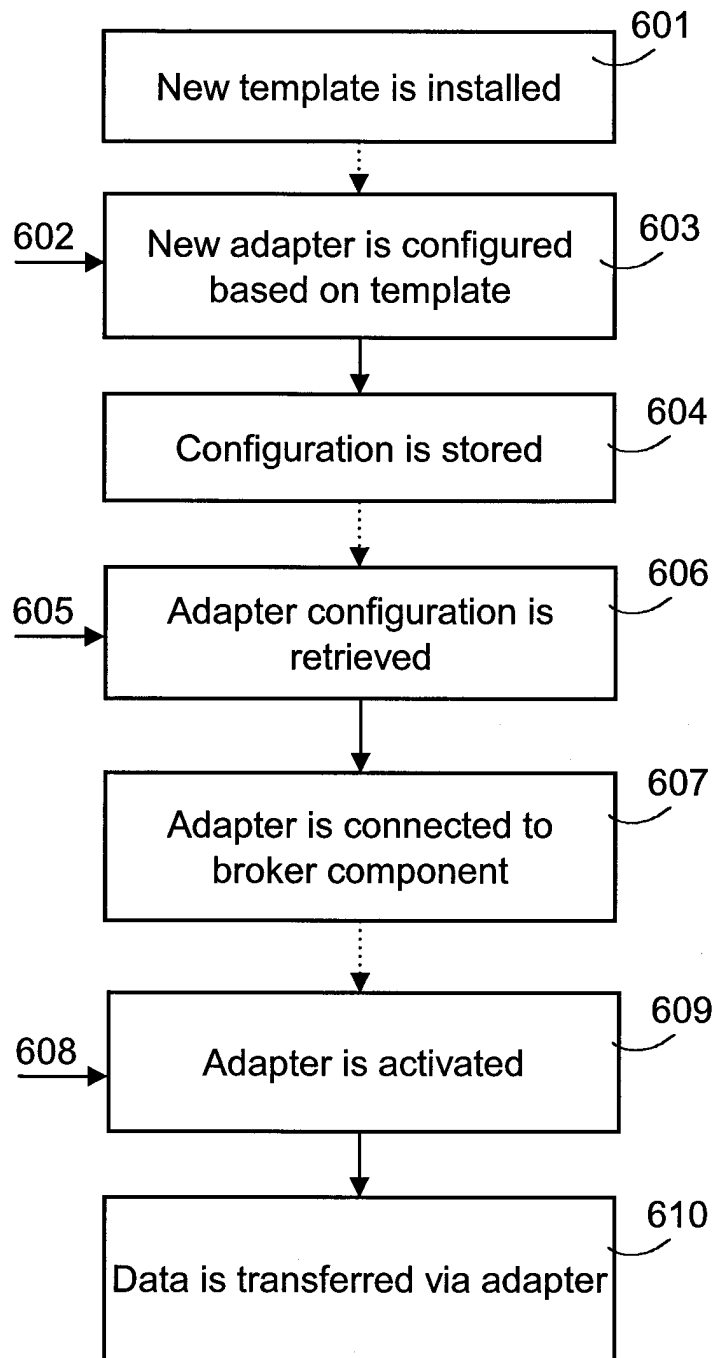 601
New template is installed
602
New adapter is configured
based on template
603
604
Configuration is stored
605
Adapter configuration is
retrieved
606
607
Adapter is connected to
broker component
608
Adapter is activated
609
610
Data is transferred via adapter